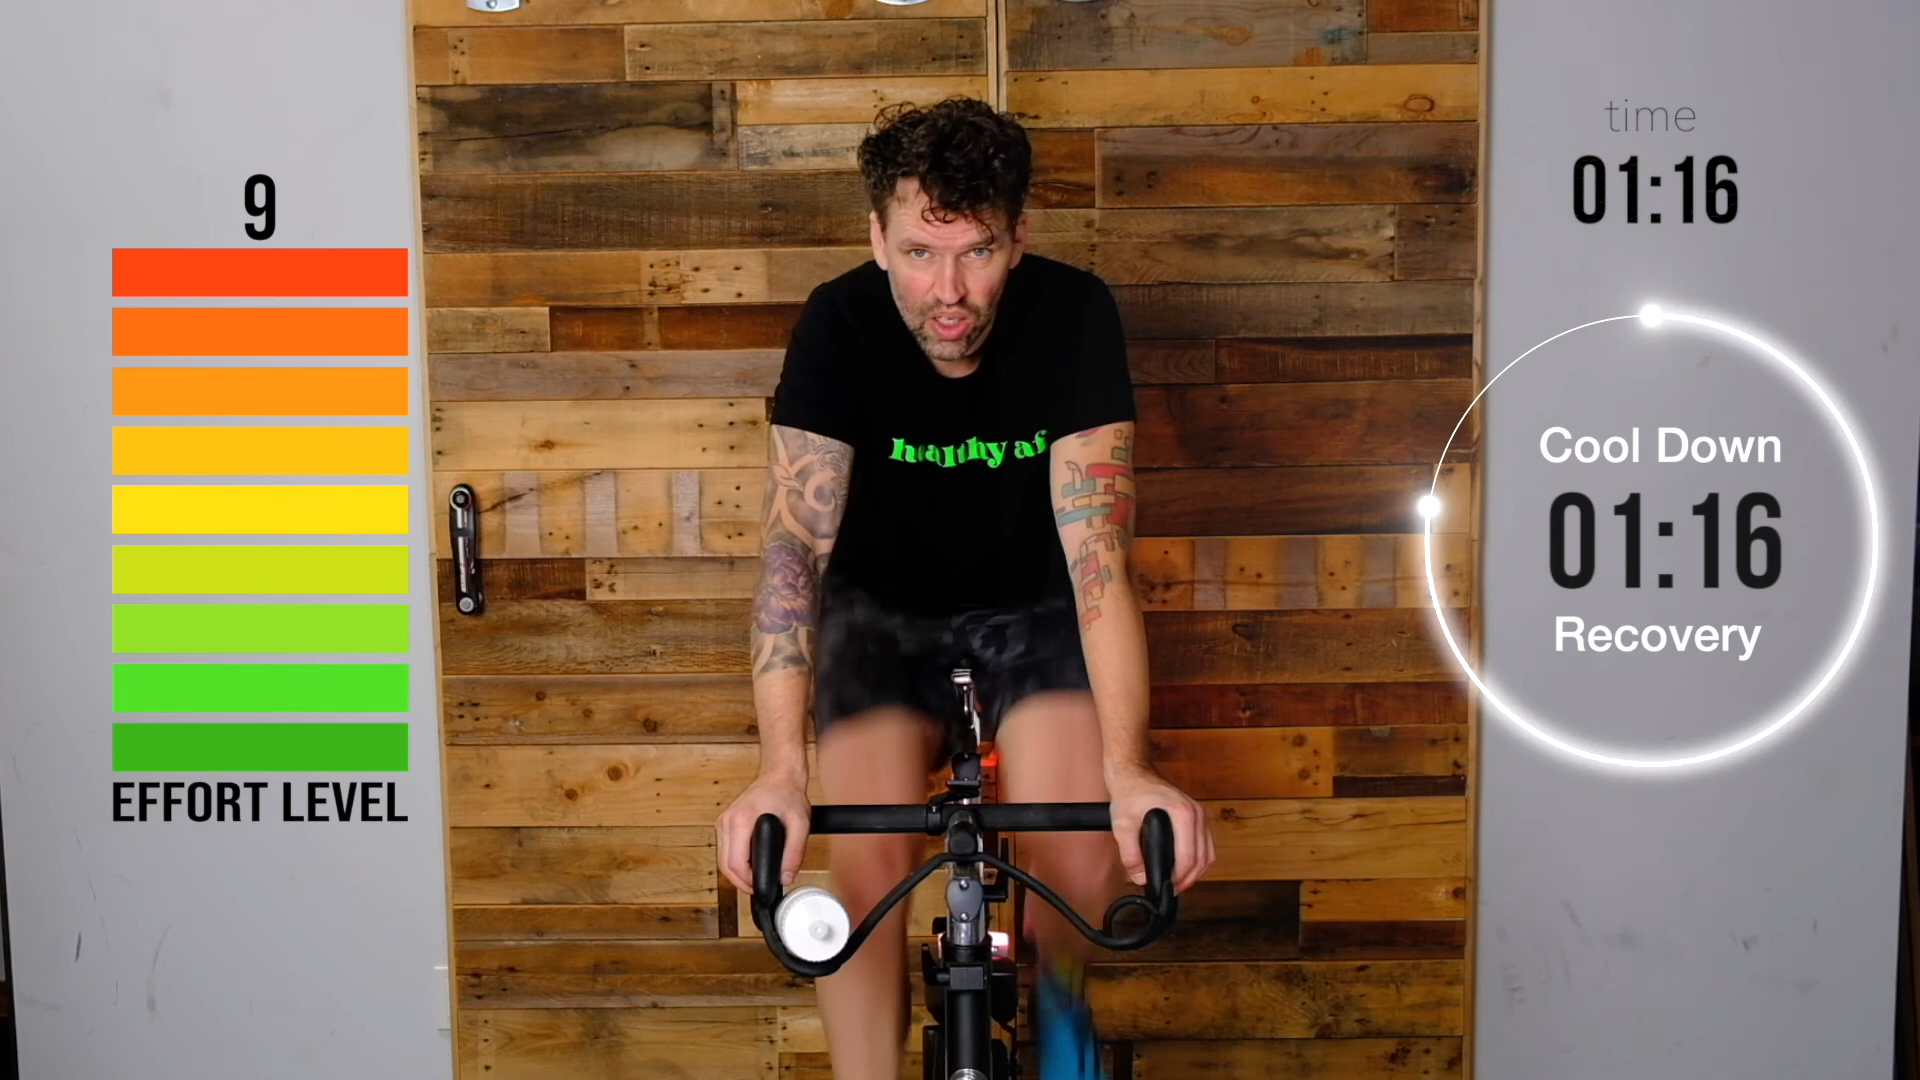 9
EFFORT LEVEL
healthy af
time
01:16
Cool Down
01:16
Recovery